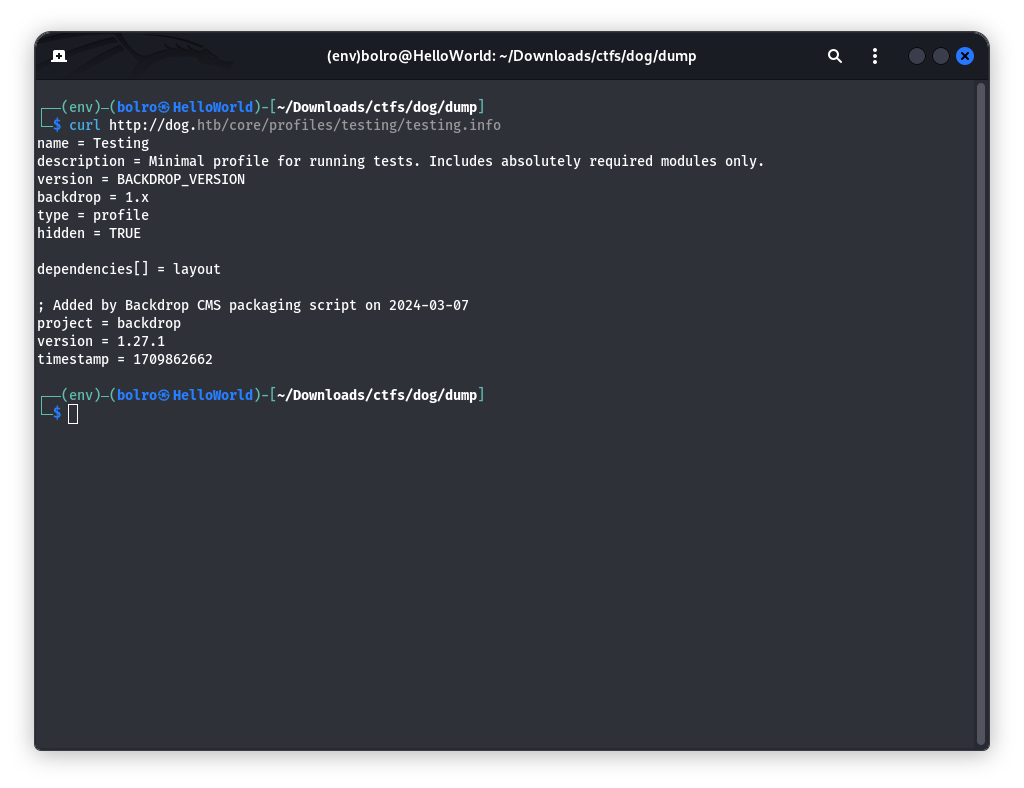 (env)bolro@HelloWorld: ~/Downloads/ctfs/dog/dump
┌──(env)─(bolro㉿HelloWorld)-[~/Downloads/ctfs/dog/dump]
└─$ curl http://dog.htb/core/profiles/testing/testing.info
name = Testing
description = Minimal profile for running tests. Includes absolutely required modules only.
version = BACKDROP_VERSION
backdrop = 1.x
type = profile
hidden = TRUE
dependencies[] = layout
; Added by Backdrop CMS packaging script on 2024-03-07
project = backdrop
version = 1.27.1
timestamp = 1709862662
┌──(env)─(bolro㉿HelloWorld)-[~/Downloads/ctfs/dog/dump]
└─$